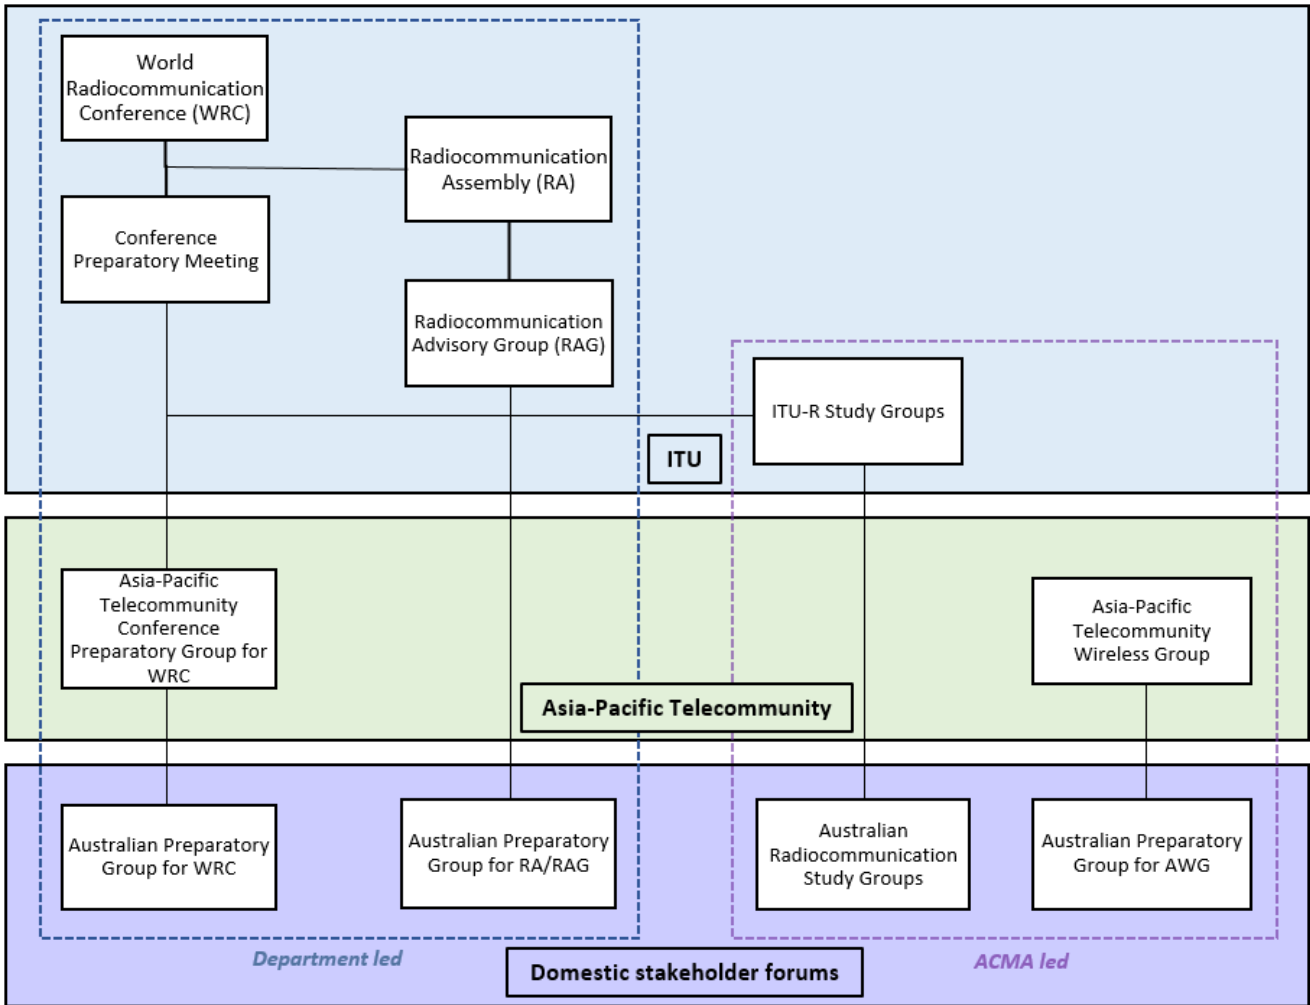 World
Radiocommunication
Conference (WRC)
Radiocommunication
Assembly (RA)
Conference
Preparatory Meeting
Radiocommunication
Advisory Group (RAG)
ITU-R Study Groups
ITU
Asia-Pacific
Telecommunity
Conference
Preparatory Group for
WRC
Asia-Pacific
Telecommunity
Wireless Group
Asia-Pacific Telecommunity
Australian Preparatory
Group for WRC
Australian Preparatory
Group for RA/RAG
Australian
Radiocommunication
Study Groups
Australian Preparatory
Group for AWG
Department led
ACMA led
Domestic stakeholder forums